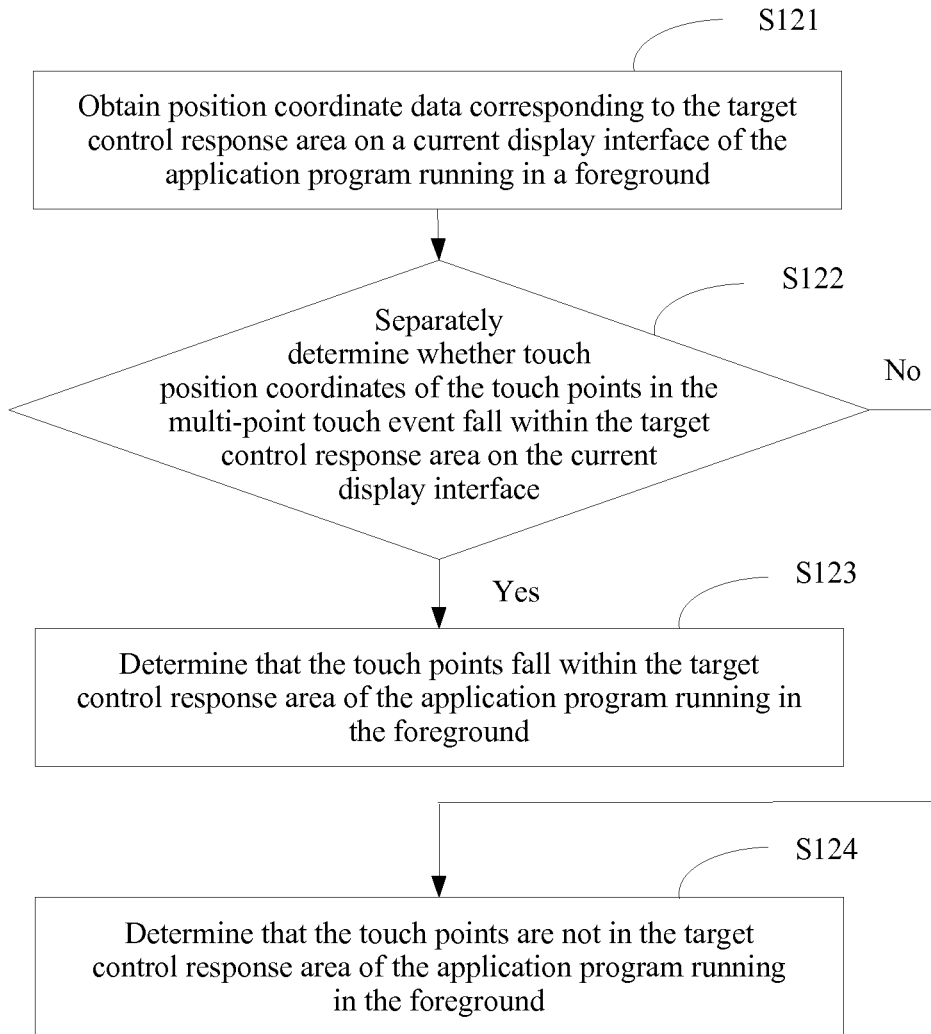 S121
Obtain position coordinate data corresponding to the target
control response area on a current display interface of the
application program running in a foreground
S122
Separately
determine whether touch
position coordinates of the touch points in the
multi-point touch event fall within the target
control response area on the current
display interface
No
Yes
S123
Determine that the touch points fall within the target
control response area of the application program running in
the foreground
S124
Determine that the touch points are not in the target
control response area of the application program running
in the foreground